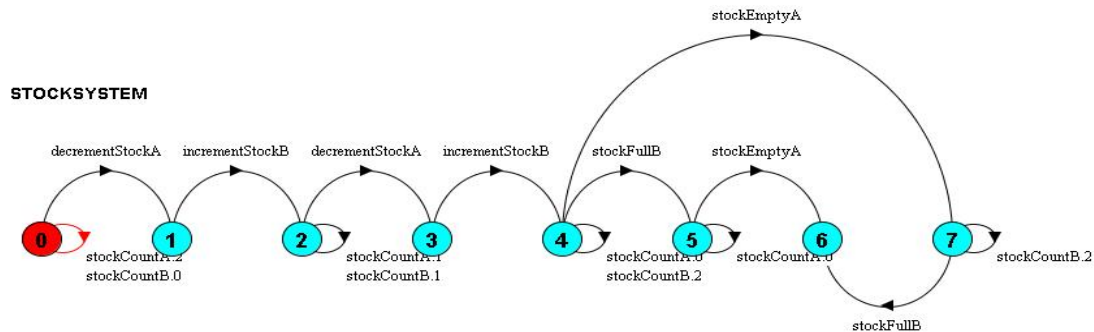 stockEmptyA
STOCKSYSTEM
decrementStockA incrementStockB decrementStockA incrementStockB stockFullB stockEmptyA
0 1 2 3 4 5 6 7
stockCountA.2 stockCountA.1 stockCountA.0 stockCountA.0 stockCountB.2
stockCountB.0 stockCountB.1 stockCountB.2
stockFullB